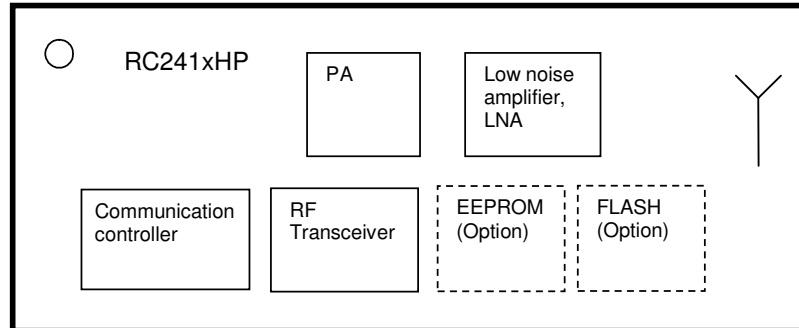 RC241xHP
PA
Low noise
amplifier,
LNA
Communication
controller
RF
Transceiver
EEPROM
(Option)
FLASH
(Option)